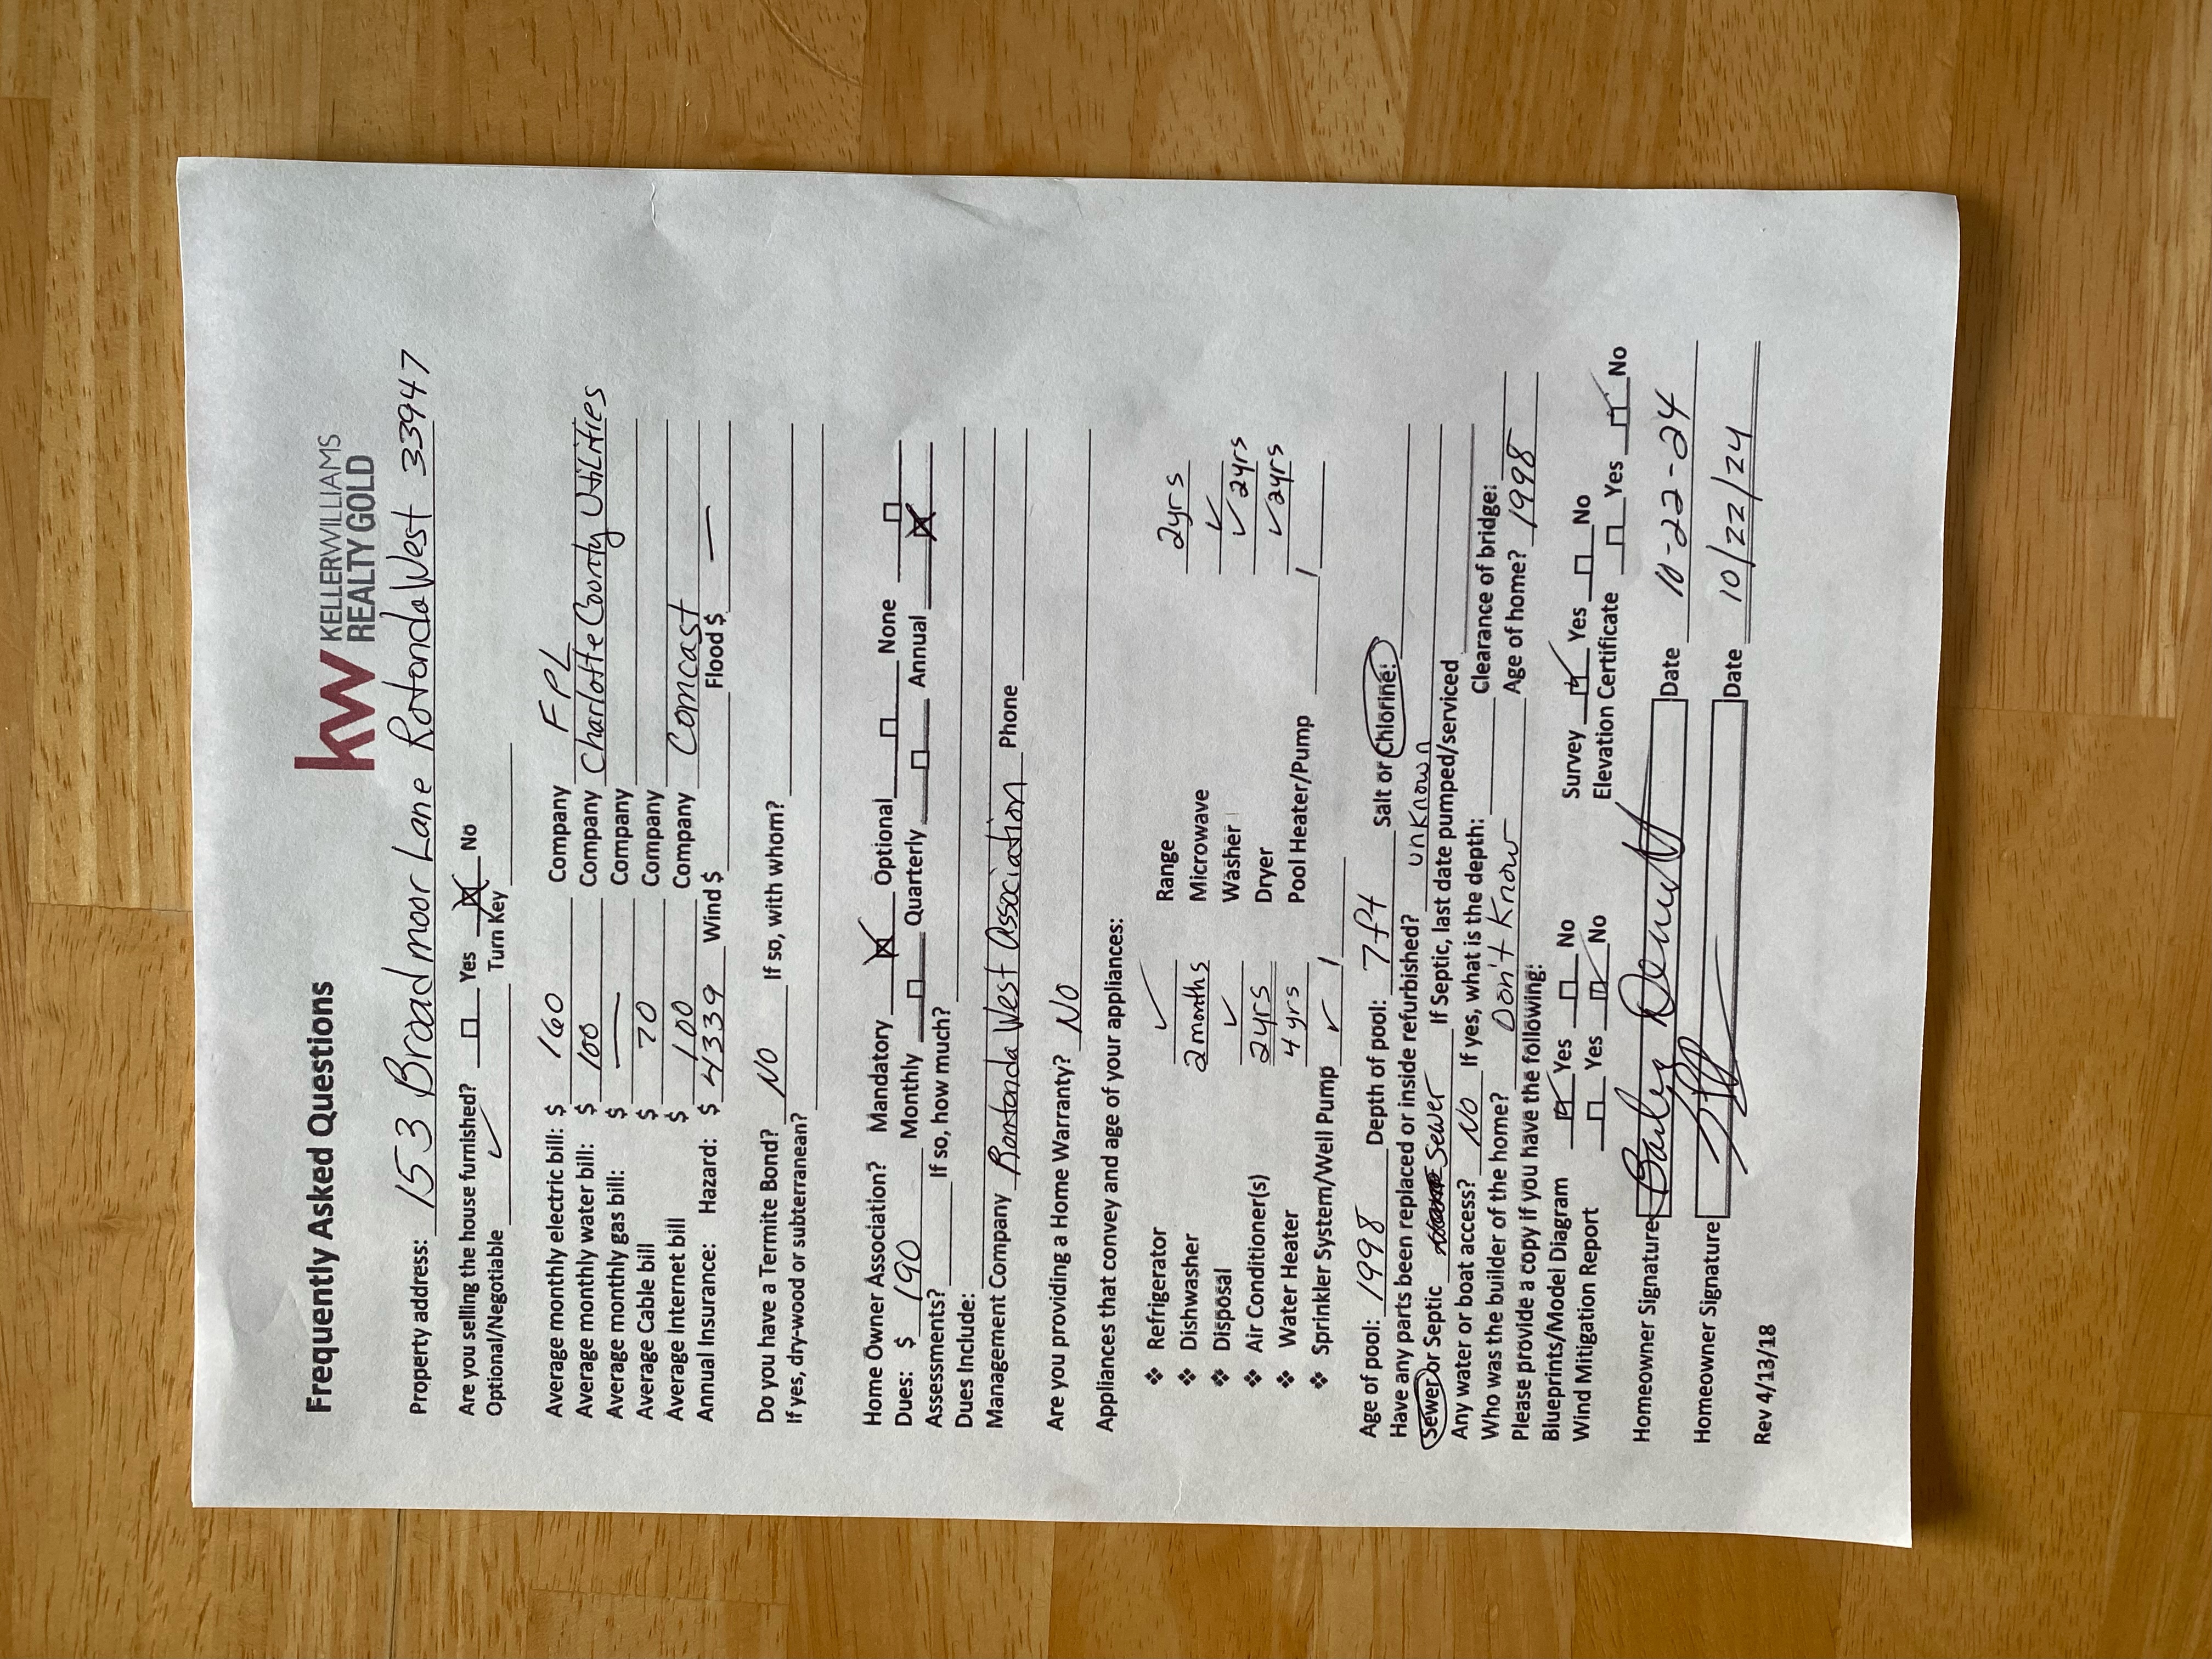 Frequently Asked Questions
kw KELLERWILLIAMS
REALTY GOLD
Property address: 153 Broadmoor Lane Rotonda West 33947
Are you selling the house furnished? Yes No
Optional/Negotiable ✓ Turn Key
Average monthly electric bill: $ 160 Company FPL
Average monthly water bill: $ 100 Company Charlotte County Utilities
Average monthly gas bill: $ — Company
Average Cable bill $ 70 Company
Average Internet bill $ 100 Company Comcast
Annual Insurance: Hazard: $ 4339 Wind $ Flood $ —
Do you have a Termite Bond? NO If so, with whom?
If yes, dry-wood or subterranean?
Home Owner Association? Mandatory Optional None
Dues: $ 190 Monthly Quarterly Annual
Assessments? If so, how much?
Dues Include:
Management Company Rontonda West Association Phone
Are you providing a Home Warranty? NO
Appliances that convey and age of your appliances:
❖ Refrigerator ✓ Range 2yrs
❖ Dishwasher 2 months Microwave ✓
❖ Disposal ✓ Washer ✓ 2yrs
❖ Air Conditioner(s) 2yrs Dryer ✓ 2yrs
❖ Water Heater 4 yrs Pool Heater/Pump /
❖ Sprinkler System/Well Pump ✓ /
Age of pool: 1998 Depth of pool: 7ft Salt or Chlorine:
Have any parts been replaced or inside refurbished? unknown
Sewer or Septic Sewer If Septic, last date pumped/serviced
Any water or boat access? NO If yes, what is the depth: Clearance of bridge:
Who was the builder of the home? Don't Know Age of home? 1998
Please provide a copy if you have the following:
Blueprints/Model Diagram Yes No Survey Yes No
Wind Mitigation Report Yes No Elevation Certificate Yes No
Homeowner Signature Date 10-22-24
Homeowner Signature Date 10/22/24
Rev 4/13/18